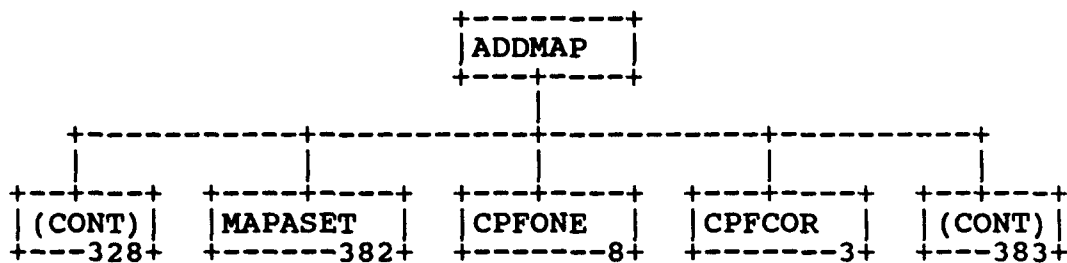 ADDMAP
(CONT) MAPASET CPFONE CPFCOR (CONT)
328 382 8 3 383